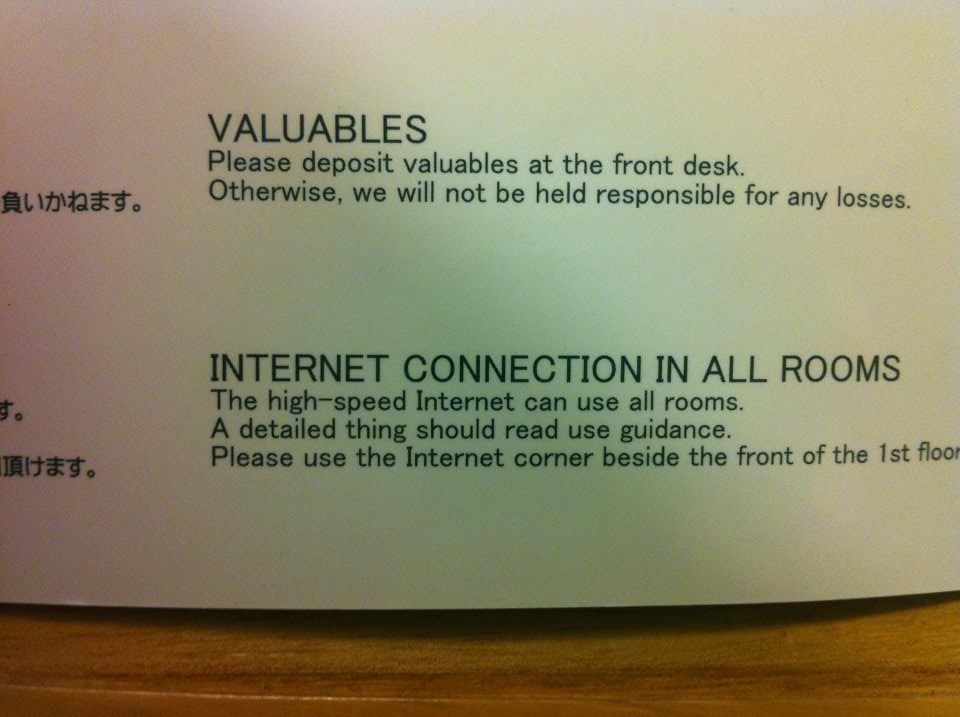 VALUABLES
Please deposit valuables at the front desk.
負いかねます。
Otherwise, we will not be held responsible for any losses.
INTERNET CONNECTION IN ALL ROOMS
す。
The high-speed Internet can use all rooms.
A detailed thing should read use guidance.
頂けます。
Please use the Internet corner beside the front of the 1st floor